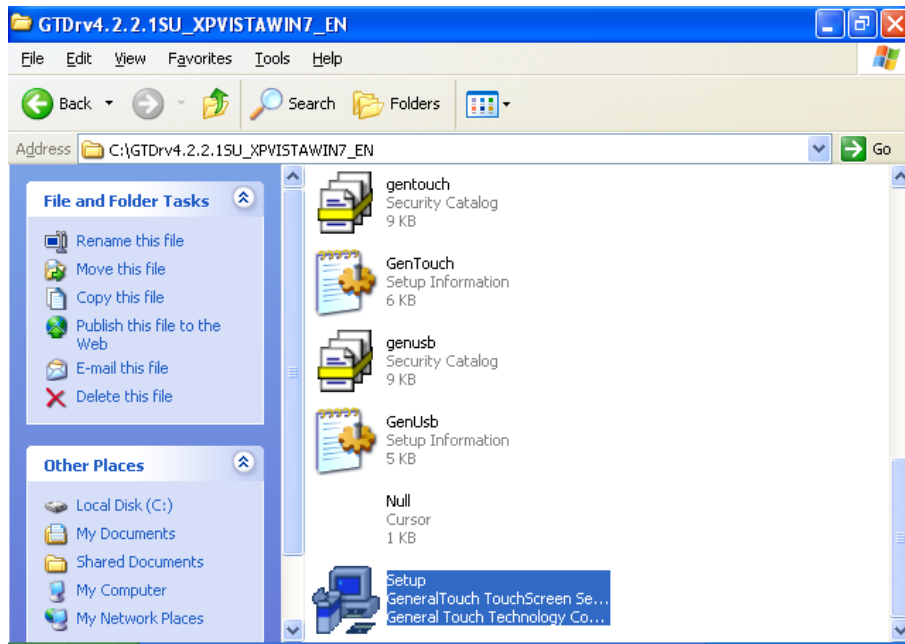 GTDrv4.2.2.1SU_XPVISTAWIN7_EN
File Edit View Favorites Tools Help
Back Search Folders
Address C:\GTDrv4.2.2.1SU_XPVISTAWIN7_EN Go
File and Folder Tasks
Rename this file
Move this file
Copy this file
Publish this file to the
Web
E-mail this file
Delete this file
Other Places
Local Disk (C:)
My Documents
Shared Documents
My Computer
My Network Places
gentouch
Security Catalog
9 KB
GenTouch
Setup Information
6 KB
genusb
Security Catalog
9 KB
GenUsb
Setup Information
5 KB
Null
Cursor
1 KB
Setup
GeneralTouch TouchScreen Se...
General Touch Technology Co...